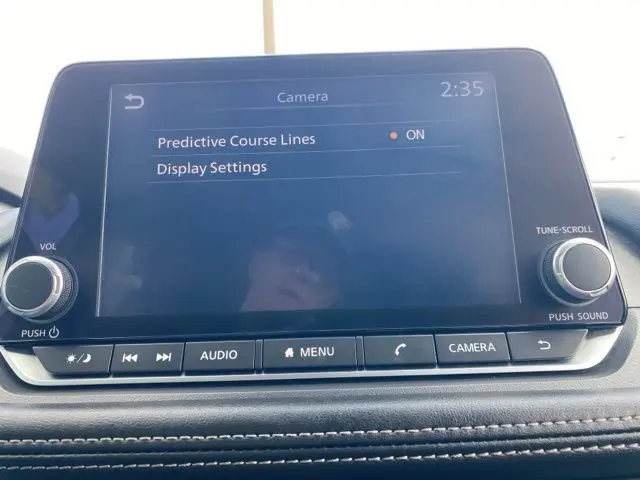 Camera
2:35
Predictive Course Lines ON
Display Settings
VOL
TUNE·SCROLL
PUSH
PUSH SOUND
AUDIO
MENU
CAMERA